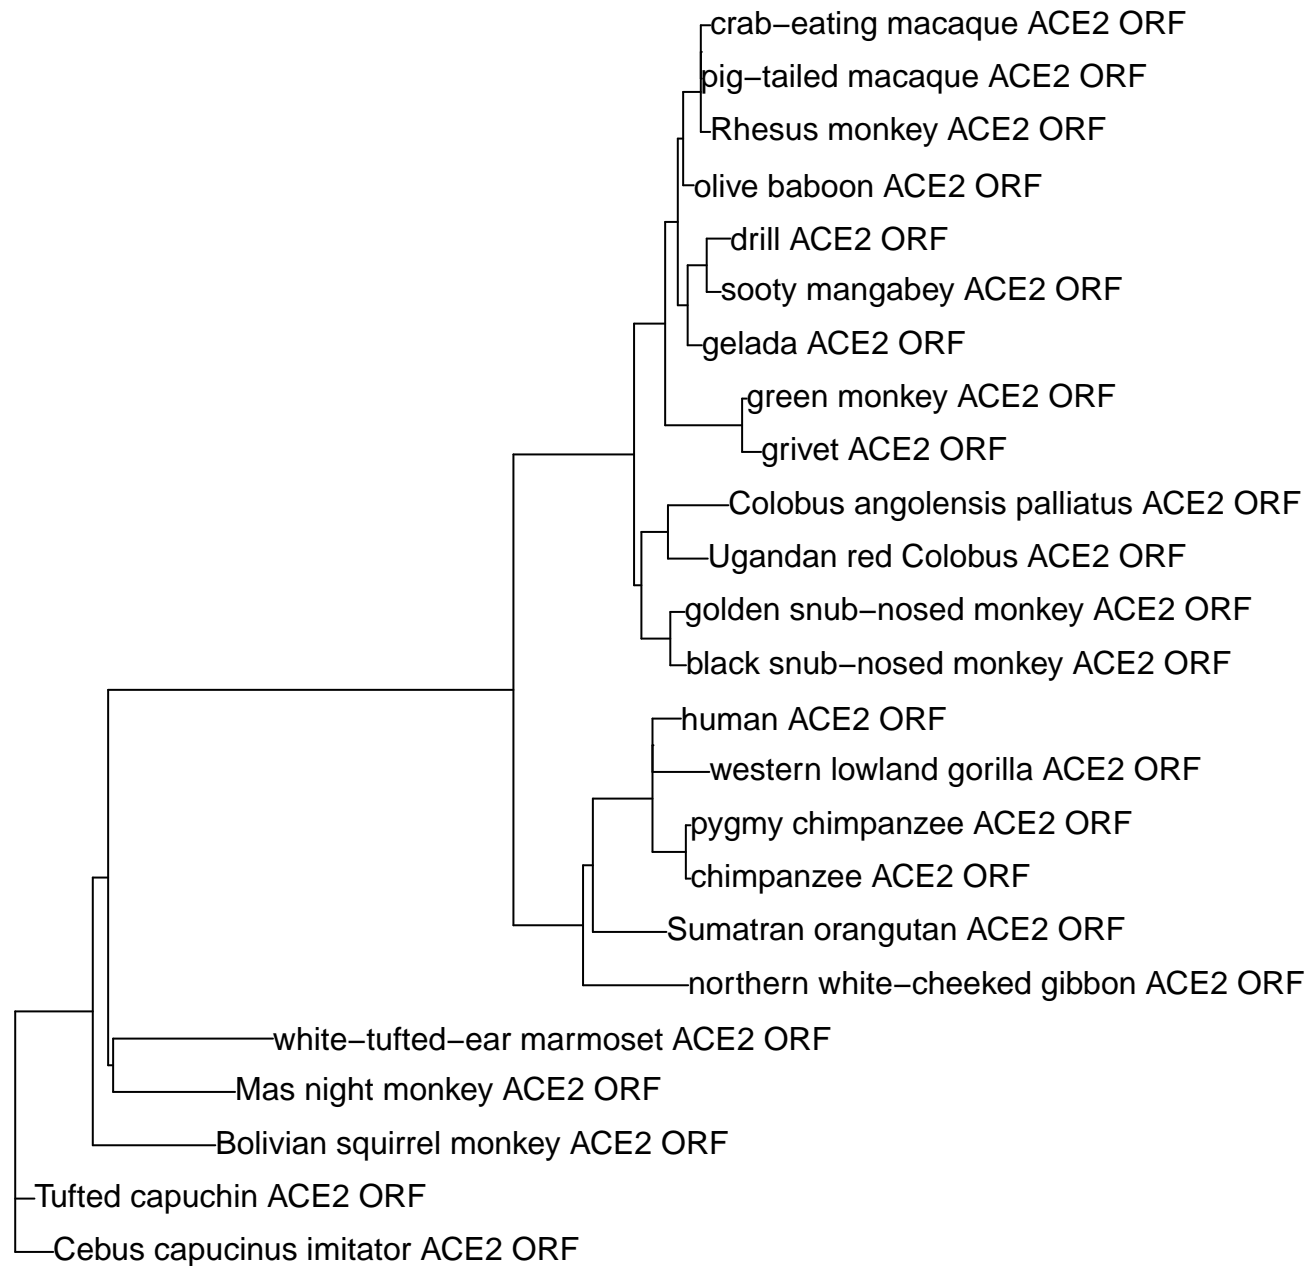 crab−eating macaque ACE2 ORF
pig−tailed macaque ACE2 ORF
Rhesus monkey ACE2 ORF
olive baboon ACE2 ORF
drill ACE2 ORF
sooty mangabey ACE2 ORF
gelada ACE2 ORF
green monkey ACE2 ORF
grivet ACE2 ORF
Colobus angolensis palliatus ACE2 ORF
Ugandan red Colobus ACE2 ORF
golden snub−nosed monkey ACE2 ORF
black snub−nosed monkey ACE2 ORF
human ACE2 ORF
western lowland gorilla ACE2 ORF
pygmy chimpanzee ACE2 ORF
chimpanzee ACE2 ORF
Sumatran orangutan ACE2 ORF
northern white−cheeked gibbon ACE2 ORF
white−tufted−ear marmoset ACE2 ORF
Mas night monkey ACE2 ORF
Bolivian squirrel monkey ACE2 ORF
Tufted capuchin ACE2 ORF
Cebus capucinus imitator ACE2 ORF